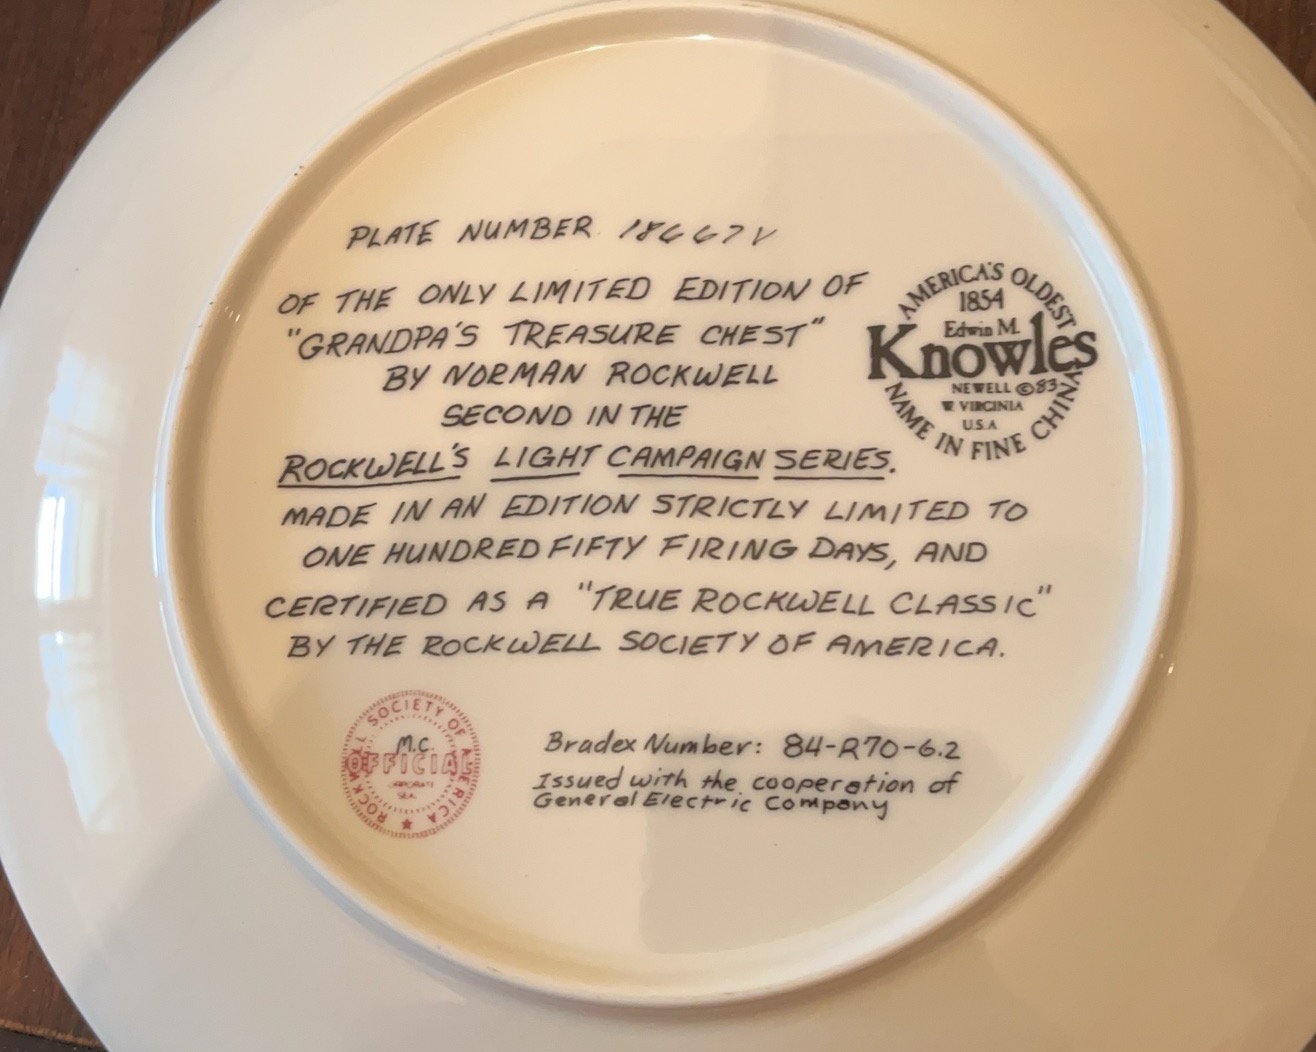 PLATE NUMBER 18667V
OF THE ONLY LIMITED EDITION OF
"GRANDPA'S TREASURE CHEST"
BY NORMAN ROCKWELL
SECOND IN THE
ROCKWELL'S LIGHT CAMPAIGN SERIES.
MADE IN AN EDITION STRICTLY LIMITED TO
ONE HUNDRED FIFTY FIRING DAYS, AND
CERTIFIED AS A "TRUE ROCKWELL CLASSIC"
BY THE ROCKWELL SOCIETY OF AMERICA.
AMERICA'S OLDEST
1854
Edwin M.
Knowles
NEWELL ©83
W VIRGINIA
U.S.A
NAME IN FINE CHINA
ROCKWELL SOCIETY OF AMERICA
M.C.
OFFICIAL
CORPORATE
SEAL
Bradex Number: 84-R70-6.2
Issued with the cooperation of
General Electric Company